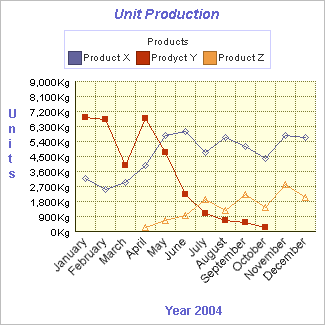 Unit Production
Products
Product X
Prodyct Y
Product Z
Units
9,000Kg
8,100Kg
7,200Kg
6,300Kg
5,400Kg
4,500Kg
3,600Kg
2,700Kg
1,800Kg
900Kg
0Kg
January
February
March
April
May
June
July
August
September
October
November
December
Year 2004